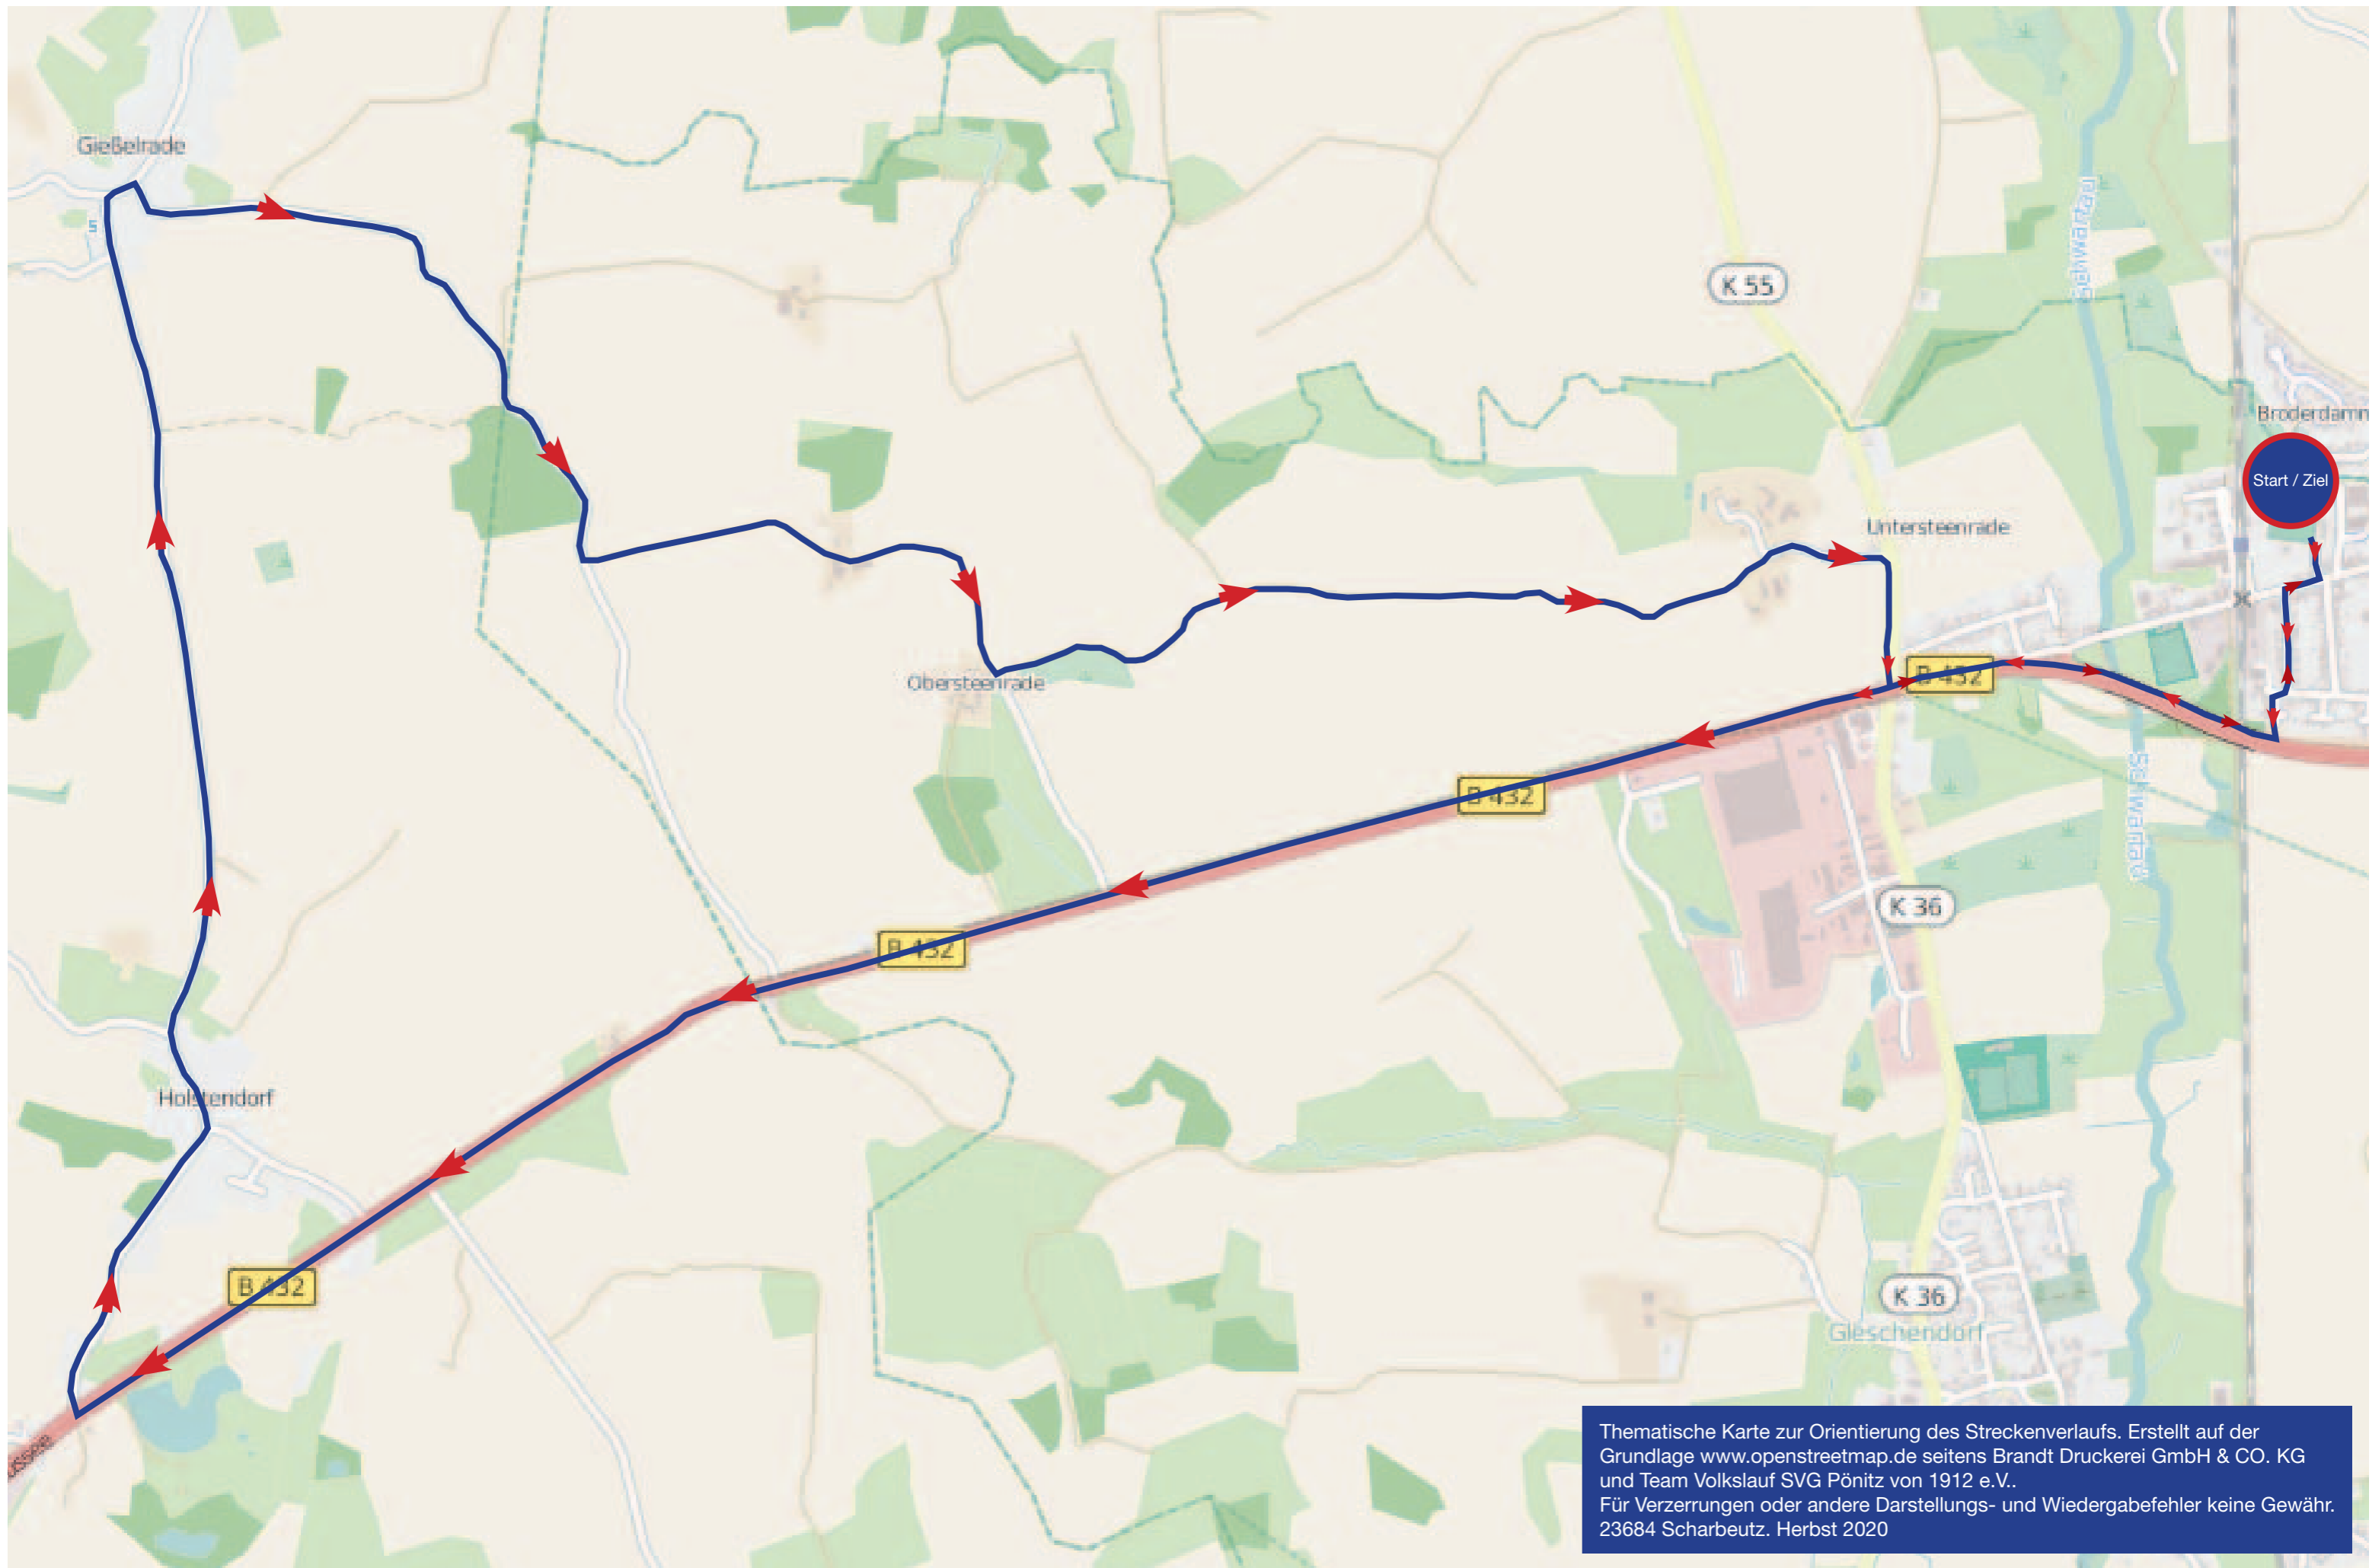 Gießelrade
K 55
Schwartau
Broderdamm
Start / Ziel
Untersteenrade
B 432
Obersteenrade
B 432
Schwartau
K 36
B 432
Holstendorf
B 432
K 36
Gleschendorf
Thematische Karte zur Orientierung des Streckenverlaufs. Erstellt auf der
Grundlage www.openstreetmap.de seitens Brandt Druckerei GmbH & CO. KG
und Team Volkslauf SVG Pönitz von 1912 e.V..
Für Verzerrungen oder andere Darstellungs- und Wiedergabefehler keine Gewähr.
23684 Scharbeutz. Herbst 2020